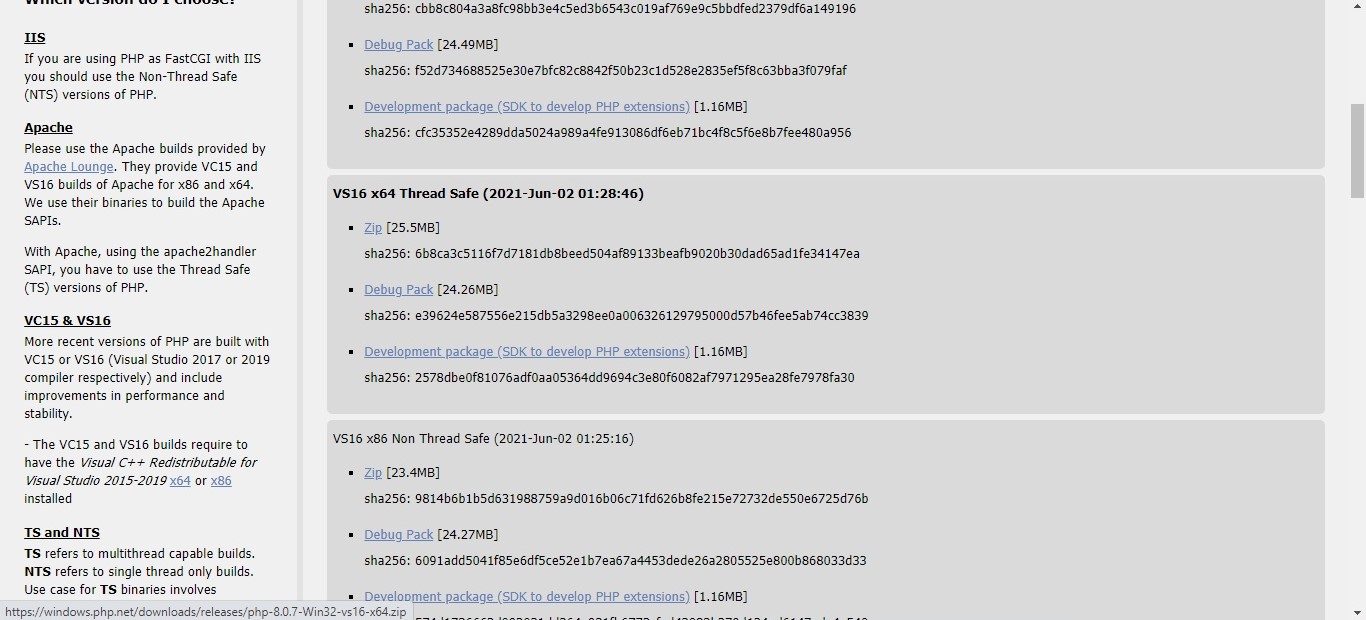 Which version do I choose?
IIS
If you are using PHP as FastCGI with IIS
you should use the Non-Thread Safe
(NTS) versions of PHP.
Apache
Please use the Apache builds provided by
Apache Lounge. They provide VC15 and
VS16 builds of Apache for x86 and x64.
We use their binaries to build the Apache
SAPIs.
With Apache, using the apache2handler
SAPI, you have to use the Thread Safe
(TS) versions of PHP.
VC15 & VS16
More recent versions of PHP are built with
VC15 or VS16 (Visual Studio 2017 or 2019
compiler respectively) and include
improvements in performance and
stability.
- The VC15 and VS16 builds require to
have the Visual C++ Redistributable for
Visual Studio 2015-2019 x64 or x86
installed
TS and NTS
TS refers to multithread capable builds.
NTS refers to single thread only builds.
Use case for TS binaries involves
sha256: cbb8c804a3a8fc98bb3e4c5ed3b6543c019af769e9c5bbdfed2379df6a149196
Debug Pack [24.49MB]
sha256: f52d734688525e30e7bfc82c8842f50b23c1d528e2835ef5f8c63bba3f079faf
Development package (SDK to develop PHP extensions) [1.16MB]
sha256: cfc35352e4289dda5024a989a4fe913086df6eb71bc4f8c5f6e8b7fee480a956
VS16 x64 Thread Safe (2021-Jun-02 01:28:46)
Zip [25.5MB]
sha256: 6b8ca3c5116f7d7181db8beed504af89133beafb9020b30dad65ad1fe34147ea
Debug Pack [24.26MB]
sha256: e39624e587556e215db5a3298ee0a006326129795000d57b46fee5ab74cc3839
Development package (SDK to develop PHP extensions) [1.16MB]
sha256: 2578dbe0f81076adf0aa05364dd9694c3e80f6082af7971295ea28fe7978fa30
VS16 x86 Non Thread Safe (2021-Jun-02 01:25:16)
Zip [23.4MB]
sha256: 9814b6b1b5d631988759a9d016b06c71fd626b8fe215e72732de550e6725d76b
Debug Pack [24.27MB]
sha256: 6091add5041f85e6df5ce52e1b7ea67a4453dede26a2805525e800b868033d33
Development package (SDK to develop PHP extensions) [1.16MB]
https://windows.php.net/downloads/releases/php-8.0.7-Win32-vs16-x64.zip